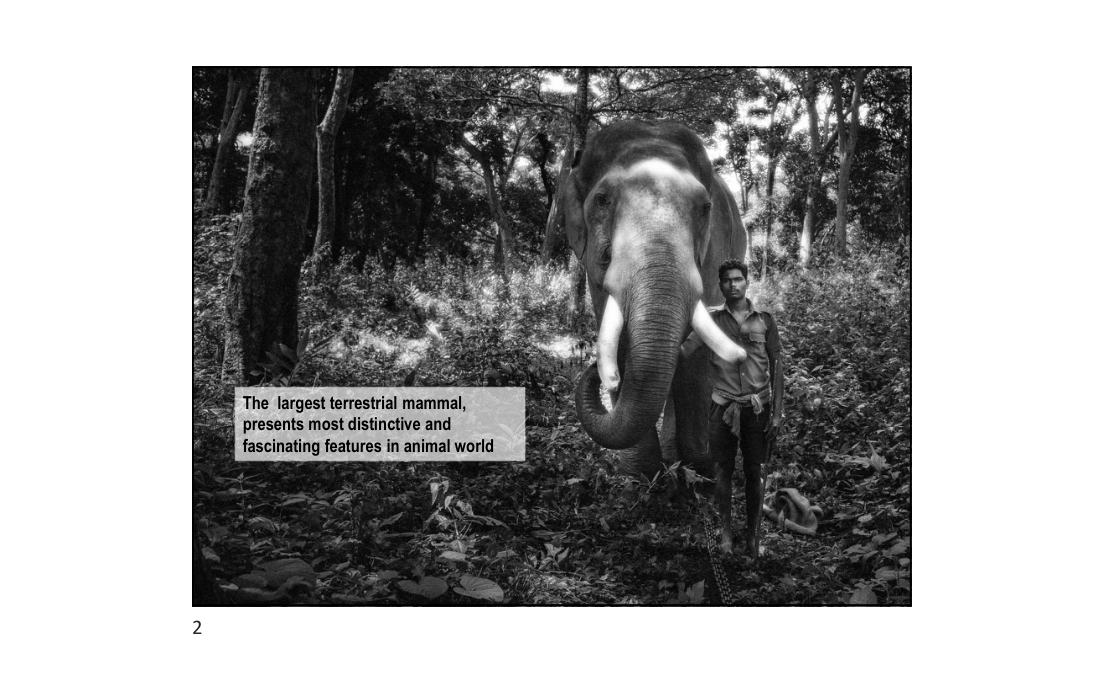 The  largest terrestrial mammal,
presents most distinctive and
fascinating features in animal world
2